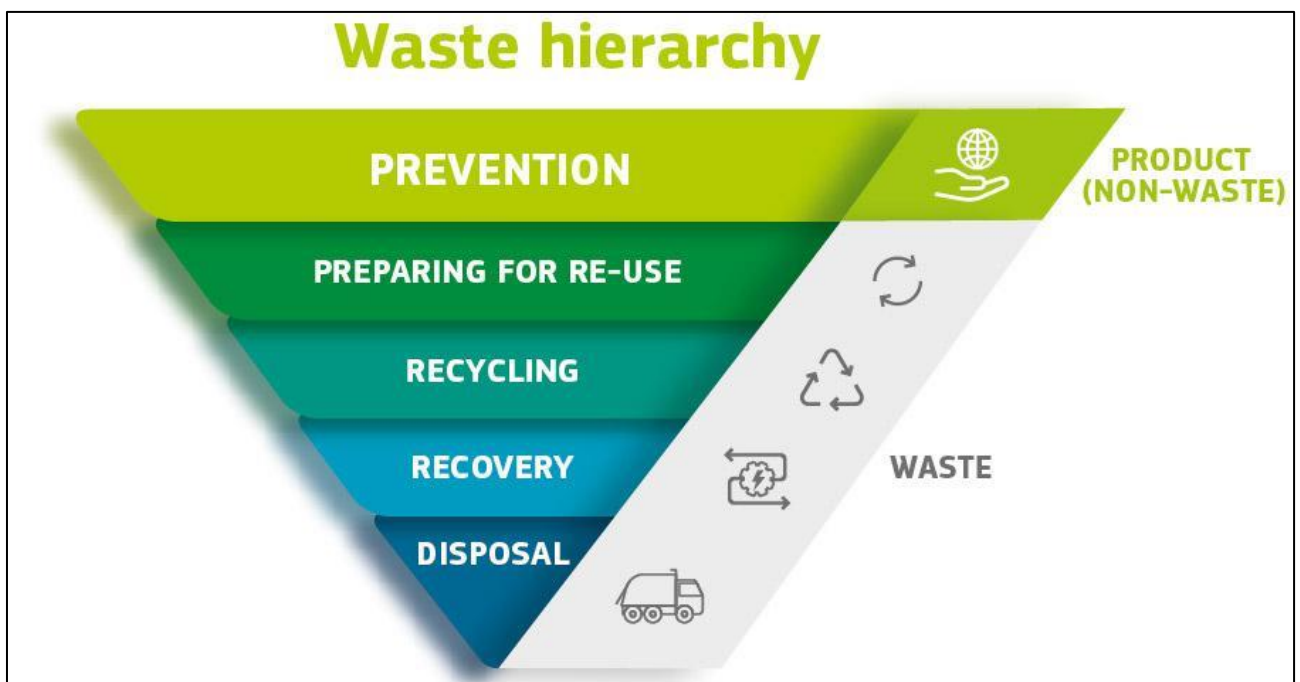 Waste hierarchy
PREVENTION
PRODUCT
(NON-WASTE)
PREPARING FOR RE-USE
RECYCLING
RECOVERY
WASTE
DISPOSAL